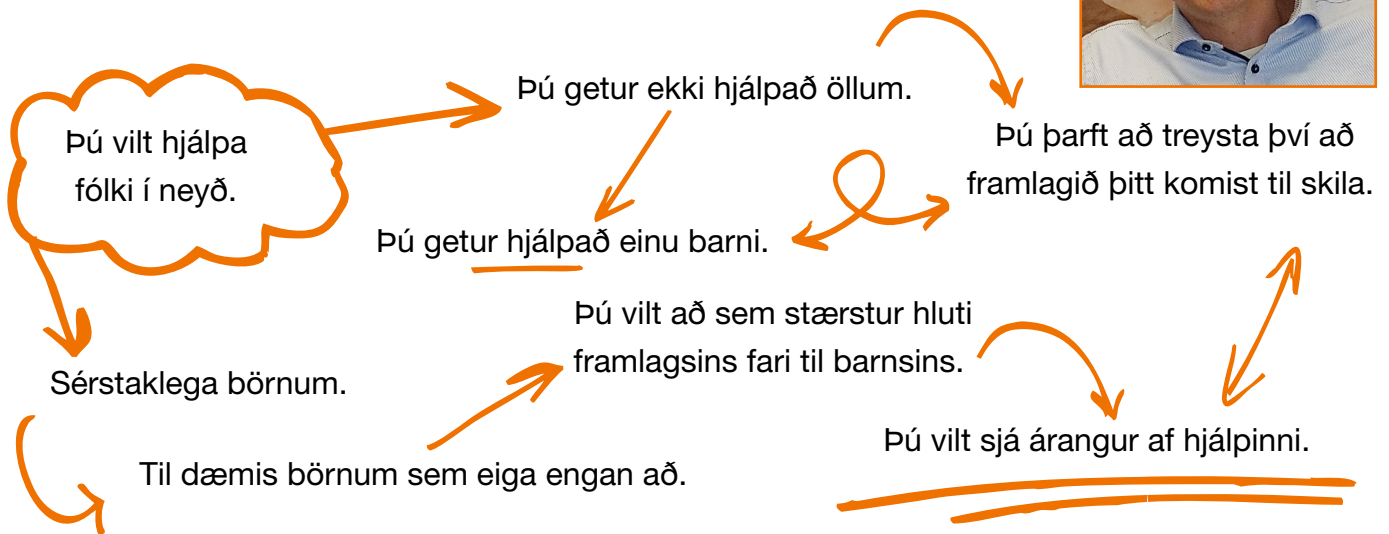 Þú getur ekki hjálpað öllum.
Þú vilt hjálpa
fólki í neyð.
Þú þarft að treysta því að
framlagið þitt komist til skila.
Þú getur hjálpað einu barni.
Þú vilt að sem stærstur hluti
framlagsins fari til barnsins.
Sérstaklega börnum.
Þú vilt sjá árangur af hjálpinni.
Til dæmis börnum sem eiga engan að.